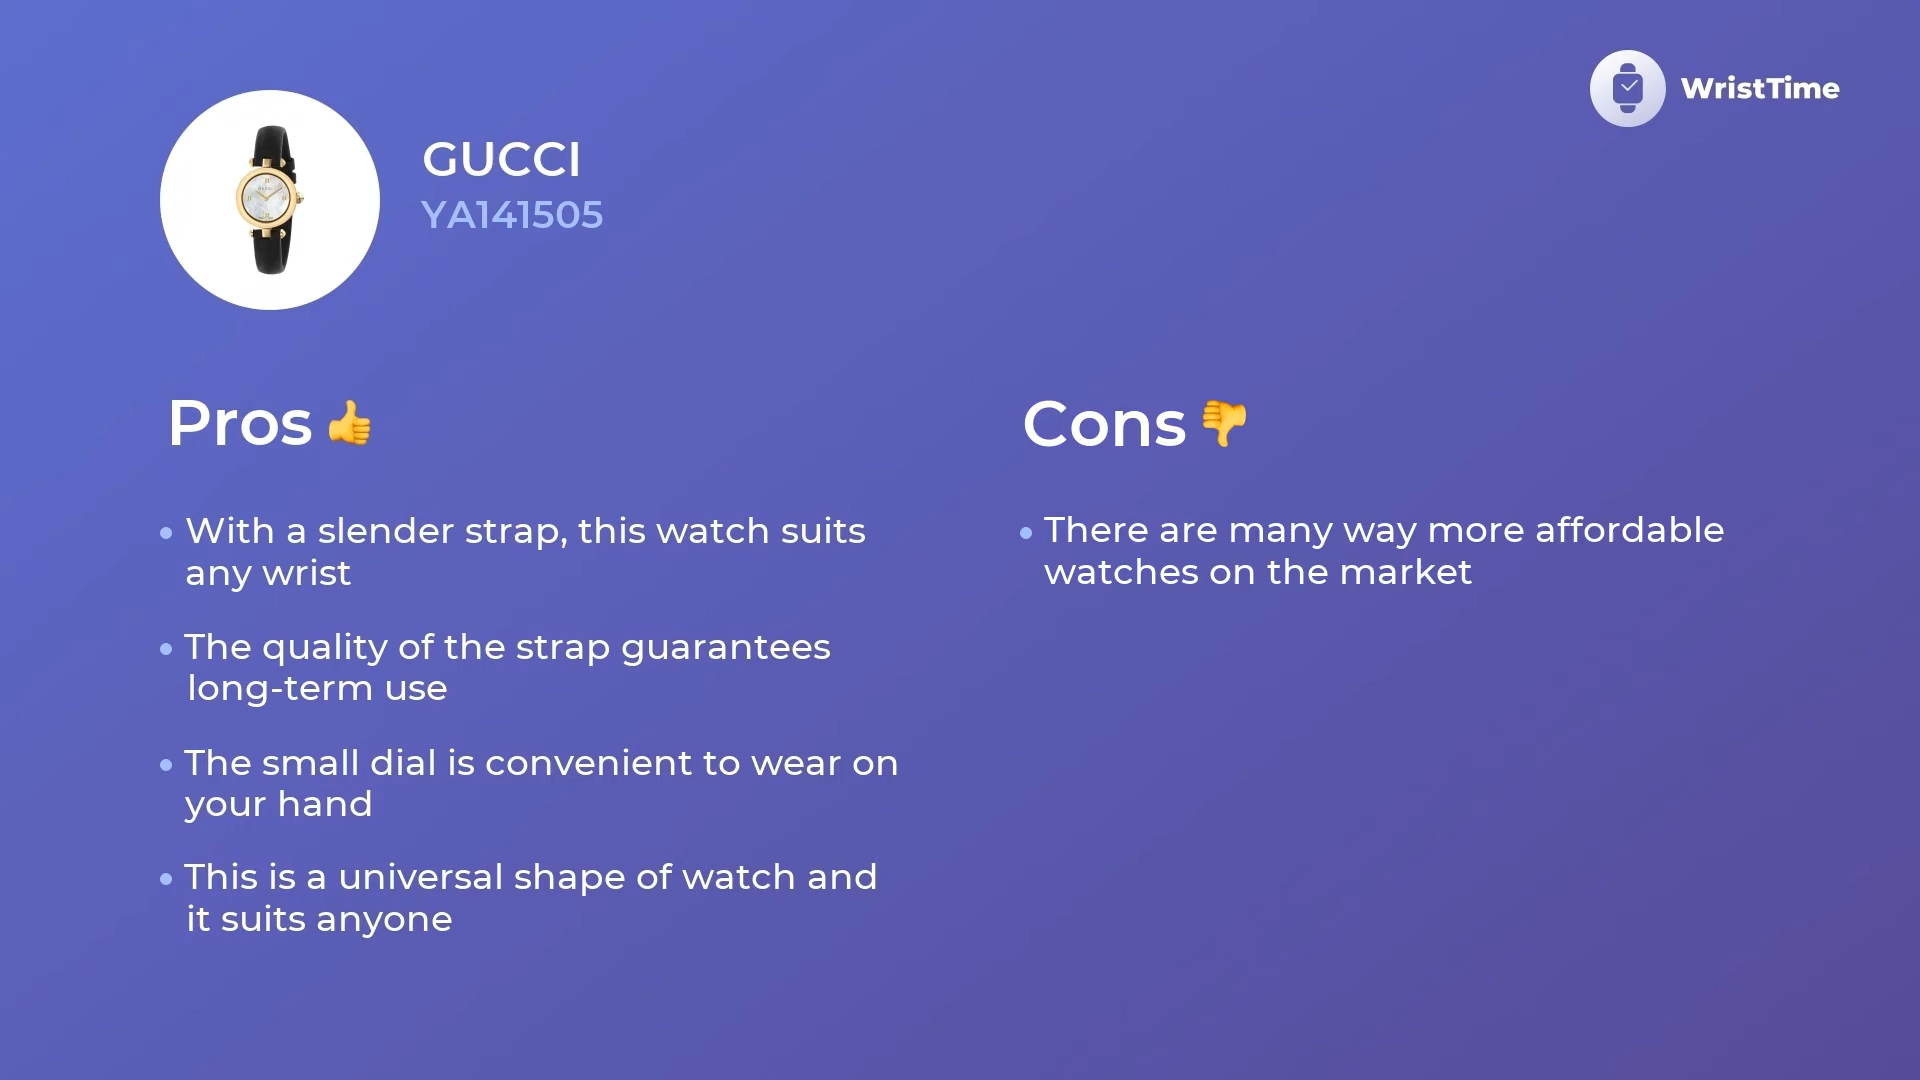 WristTime
GUCCI
YA141505
Pros 👍
With a slender strap, this watch suits
any wrist
The quality of the strap guarantees
long-term use
The small dial is convenient to wear on
your hand
This is a universal shape of watch and
it suits anyone
Cons 👎
There are many way more affordable
watches on the market